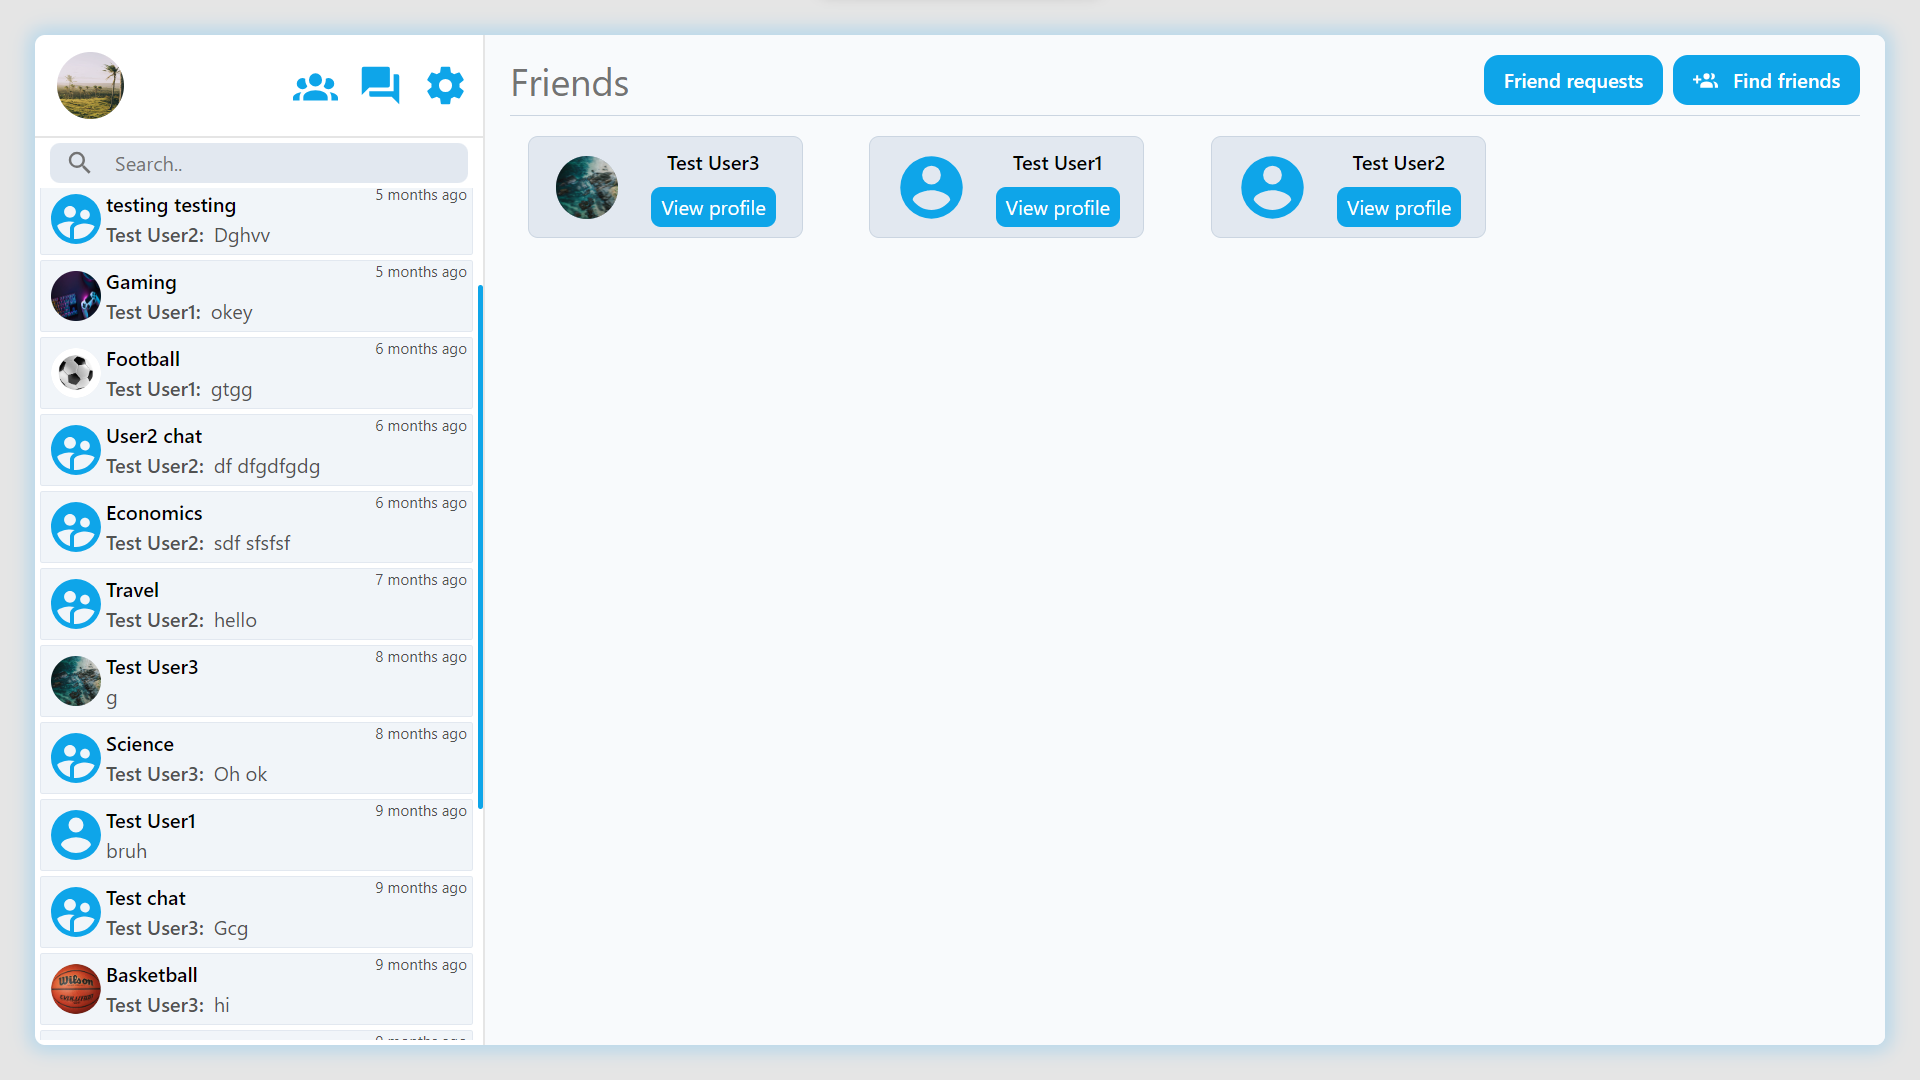 Friends
Friend requests
Find friends
Search..
testing testing
5 months ago
Test User2: Dghvv
Gaming
5 months ago
Test User1: okey
Football
6 months ago
Test User1: gtgg
User2 chat
6 months ago
Test User2: df dfgdfgdg
Economics
6 months ago
Test User2: sdf sfsfsf
Travel
7 months ago
Test User2: hello
Test User3
8 months ago
g
Science
8 months ago
Test User3: Oh ok
Test User1
9 months ago
bruh
Test chat
9 months ago
Test User3: Gcg
Basketball
9 months ago
Test User3: hi
Wilson
EVOLUTION
Test User3
View profile
Test User1
View profile
Test User2
View profile